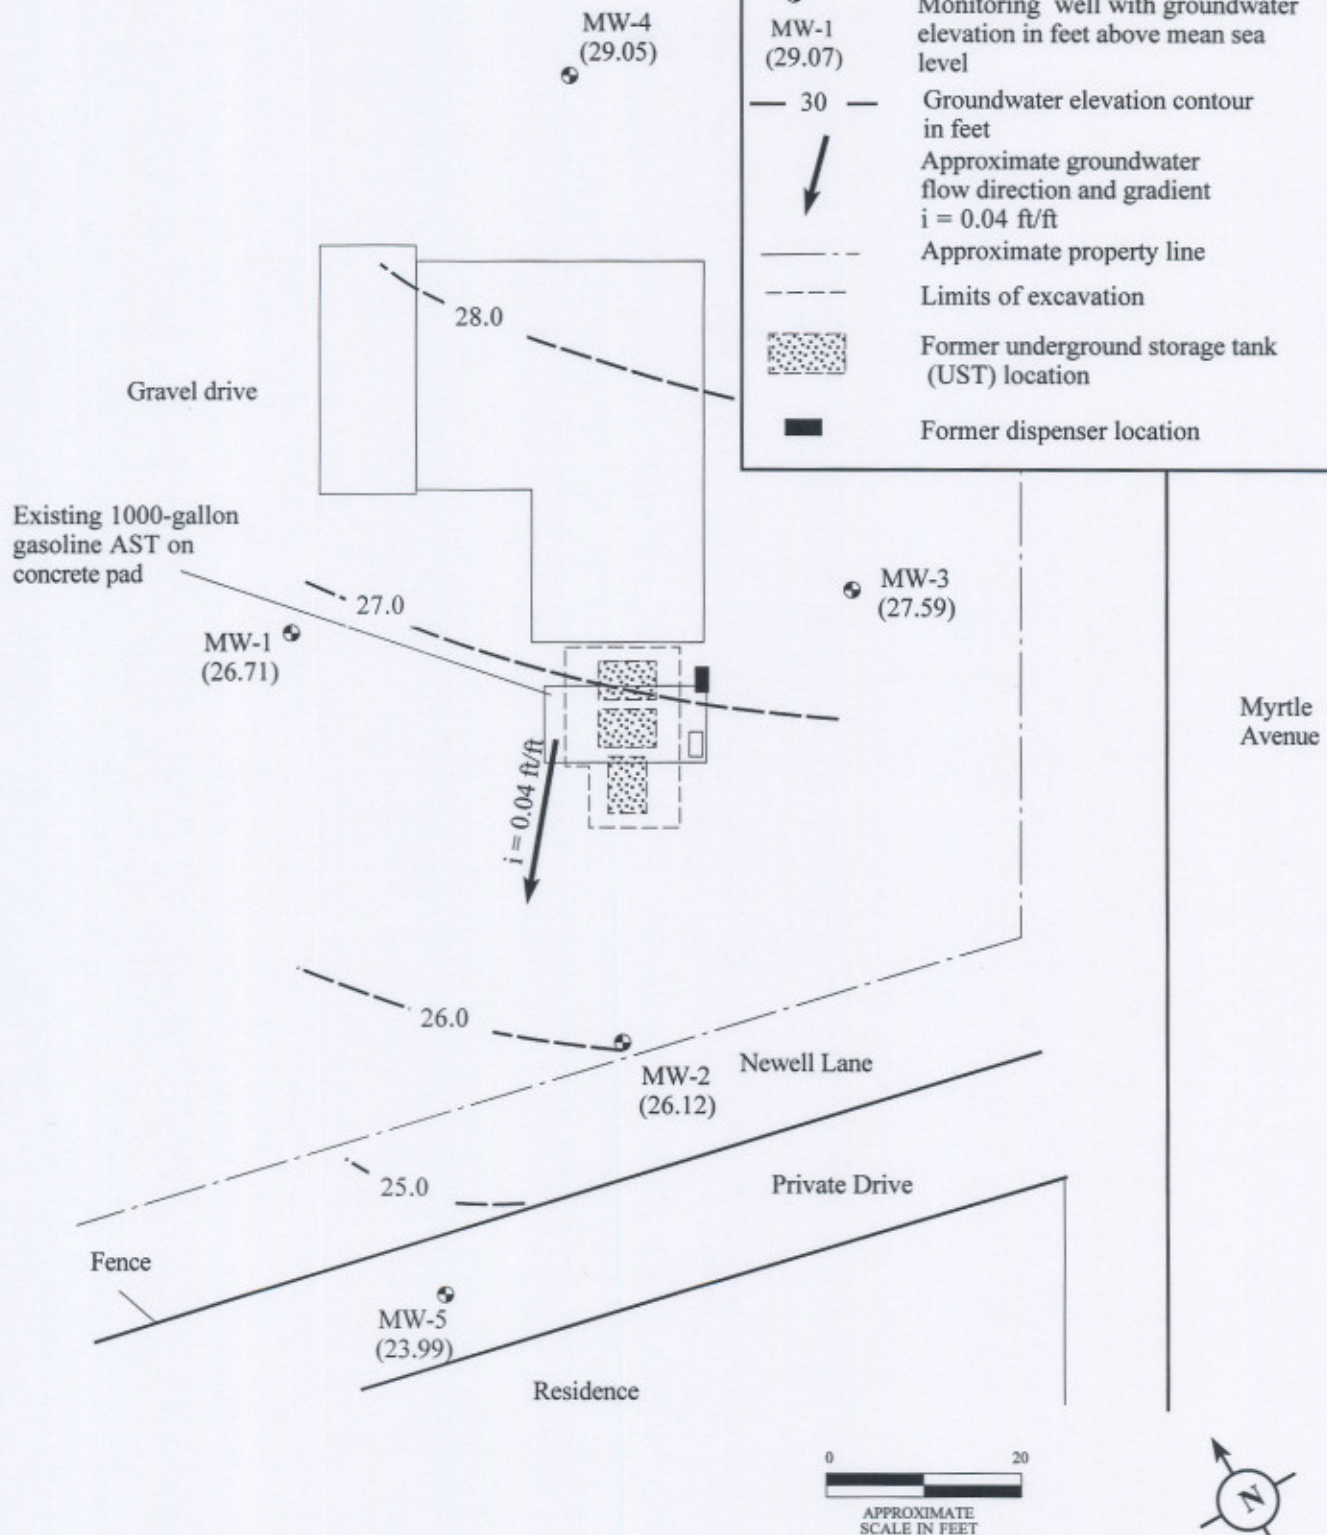 MW-4
(29.05)
MW-1
(29.07)
Monitoring well with groundwater
elevation in feet above mean sea
level
30
Groundwater elevation contour
in feet
Approximate groundwater
flow direction and gradient
i = 0.04 ft/ft
Approximate property line
Limits of excavation
Former underground storage tank
(UST) location
Former dispenser location
28.0
Gravel drive
Existing 1000-gallon
gasoline AST on
concrete pad
27.0
MW-1
(26.71)
MW-3
(27.59)
Myrtle
Avenue
i = 0.04 ft/ft
26.0
MW-2
(26.12)
Newell Lane
25.0
Private Drive
Fence
MW-5
(23.99)
Residence
0 20
APPROXIMATE
SCALE IN FEET
N